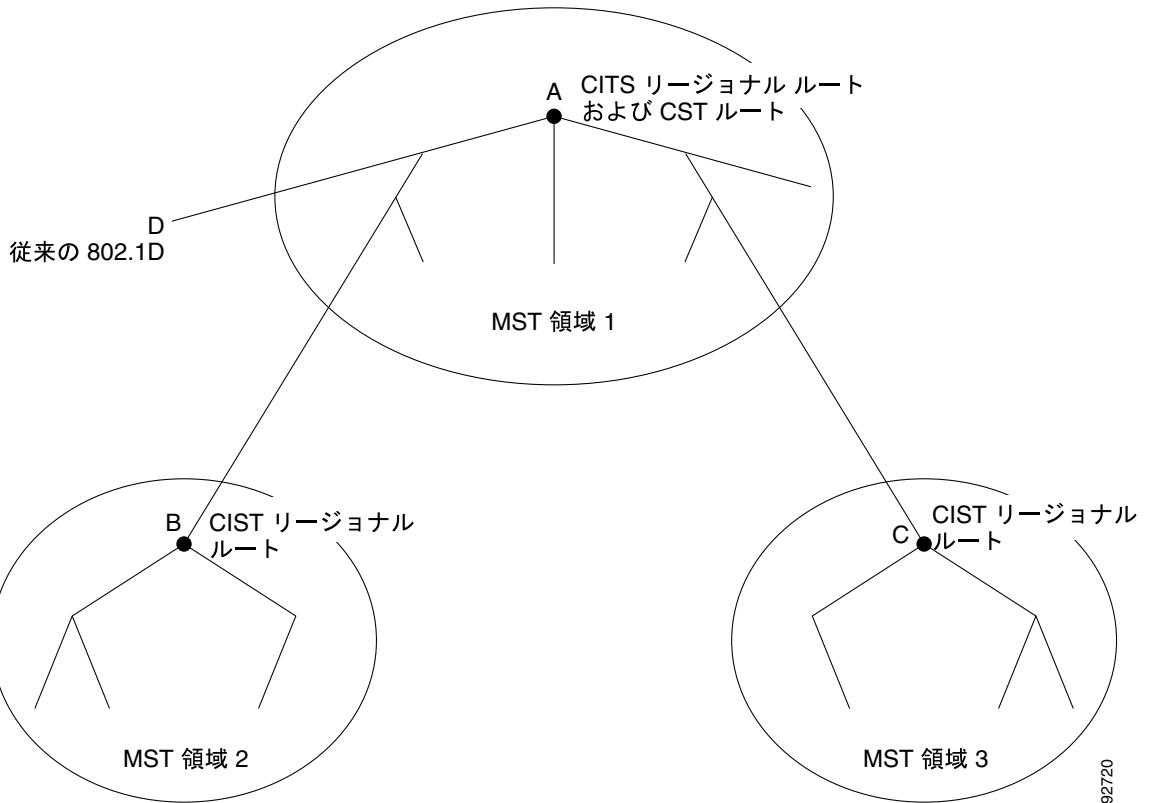 A
CITS リージョナル ルート
および CST ルート
D
従来の 802.1D
MST 領域 1
B
CIST リージョナル
ルート
C
CIST リージョナル
ルート
MST 領域 2
MST 領域 3
92720